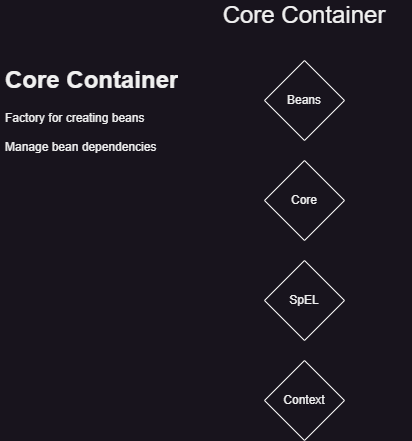 Core Container
Core Container
Factory for creating beans
Manage bean dependencies
Beans
Core
SpEL
Context